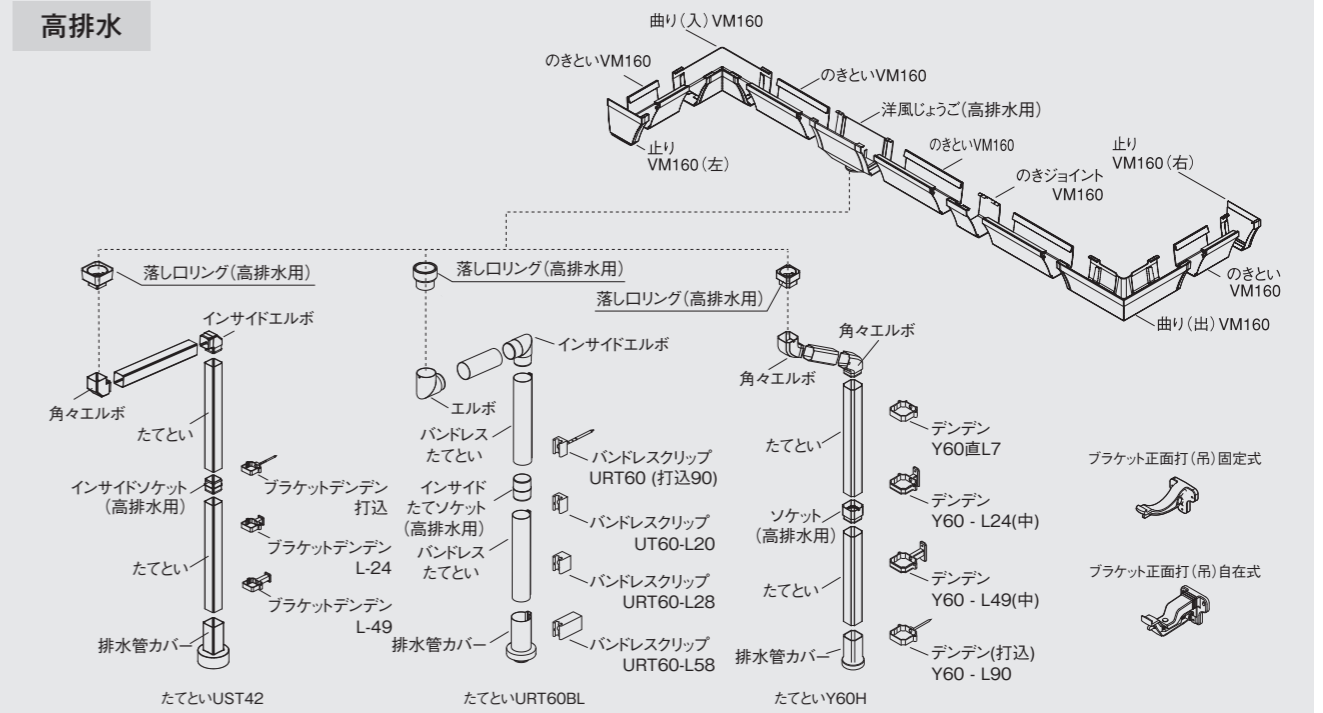 高排水
曲り（入）VM160
のきといVM160
のきといVM160
洋風じょうご（高排水用）
止り
VM160（左）
のきといVM160
のきジョイント
VM160
止り
VM160（右）
のきとい
VM160
曲り（出）VM160
落し口リング（高排水用）
インサイドエルボ
角々エルボ
たてとい
インサイドソケット
（高排水用）
たてとい
排水管カバー
ブラケットデンデン
打込
ブラケットデンデン
L-24
ブラケットデンデン
L-49
たてといUST42
落し口リング（高排水用）
インサイドエルボ
エルボ
バンドレス
たてとい
インサイド
たてソケット
（高排水用）
バンドレス
たてとい
排水管カバー
バンドレスクリップ
URT60 (打込90)
バンドレスクリップ
UT60-L20
バンドレスクリップ
URT60-L28
バンドレスクリップ
URT60-L58
たてといURT60BL
落し口リング（高排水用）
角々エルボ
角々エルボ
たてとい
ソケット
（高排水用）
たてとい
排水管カバー
デンデン
Y60直L7
デンデン
Y60 - L24(中)
デンデン
Y60 - L49(中)
デンデン(打込)
Y60 - L90
たてといY60H
ブラケット正面打（吊）固定式
ブラケット正面打（吊）自在式